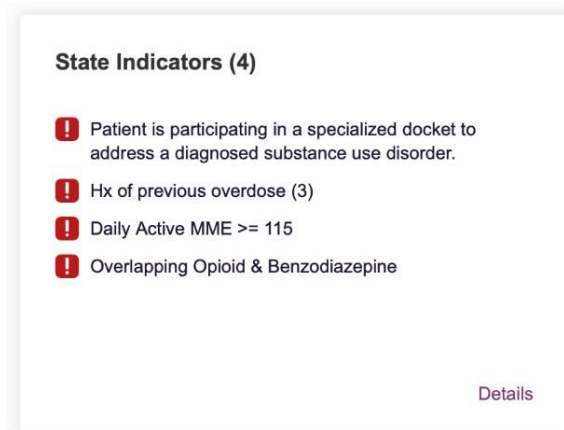 State Indicators (4)
! Patient is participating in a specialized docket to
address a diagnosed substance use disorder.
! Hx of previous overdose (3)
! Daily Active MME >= 115
! Overlapping Opioid & Benzodiazepine
Details